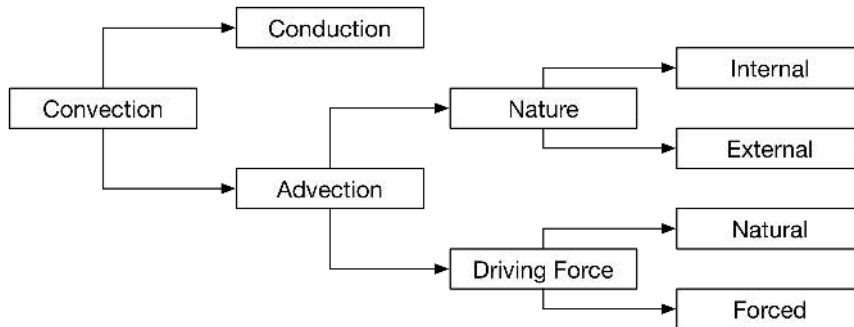 Conduction
Internal
Convection
Nature
External
Advection
Natural
Driving Force
Forced